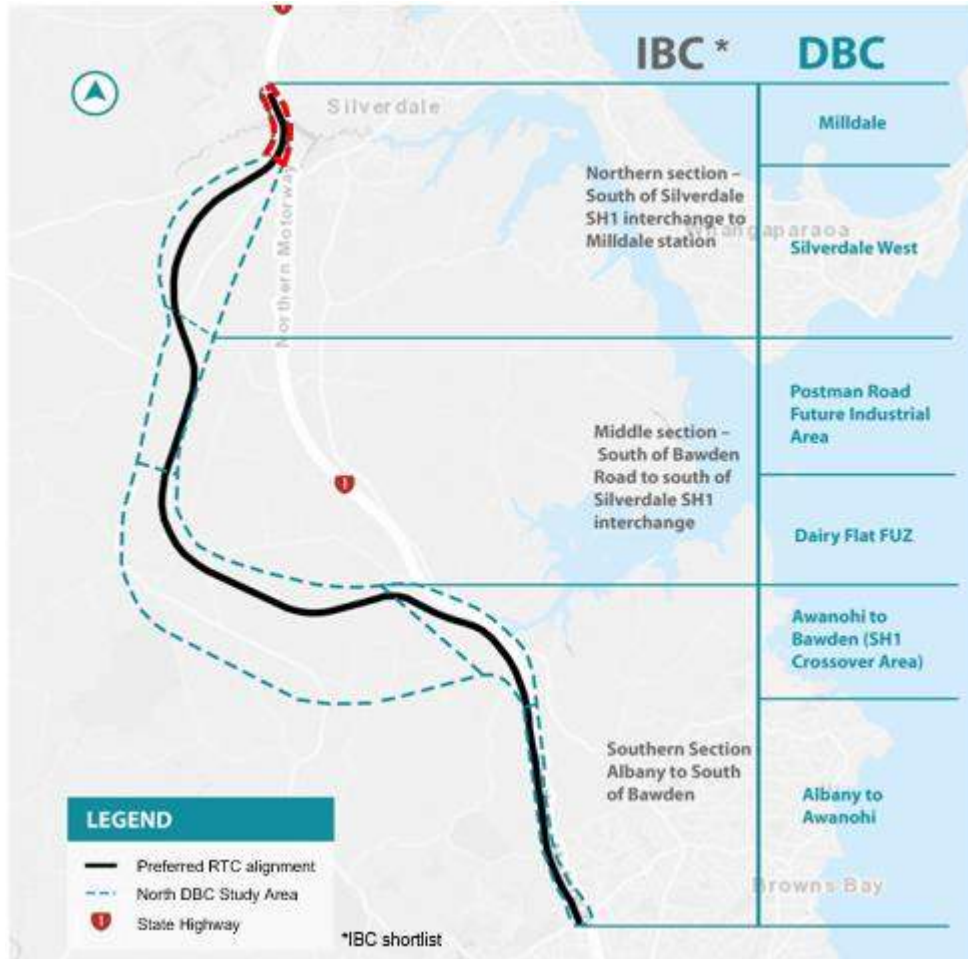 IBC *
DBC
Silverdale
Milldale
Northern section –
South of Silverdale
SH1 interchange to
Milldale station
Whangaparaoa
Silverdale West
Northern Motorway
1
Postman Road
Future Industrial
Area
Middle section –
South of Bawden
Road to south of
Silverdale SH1
interchange
Dairy Flat FUZ
Awanohi to
Bawden (SH1
Crossover Area)
Southern Section
Albany to South
of Bawden
Albany to
Awanohi
Browns Bay
LEGEND
Preferred RTC alignment
North DBC Study Area
1
State Highway
*IBC shortlist